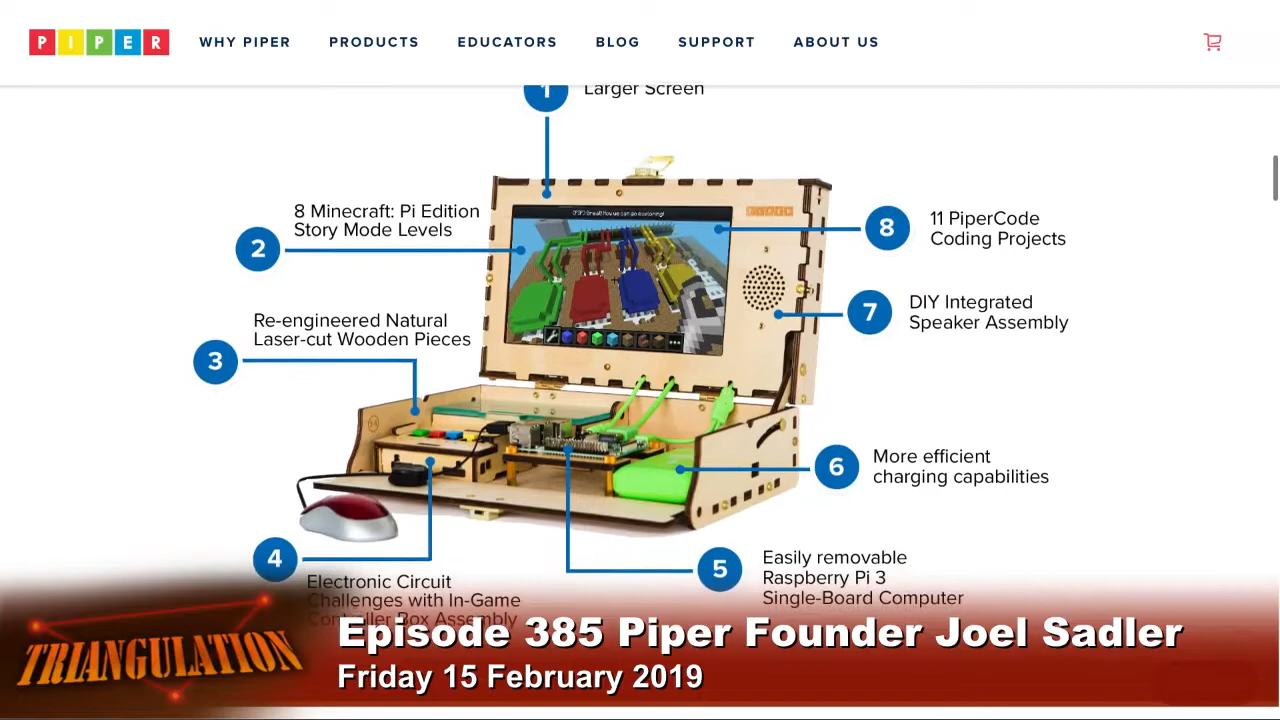 PIPER
WHY PIPER
PRODUCTS
EDUCATORS
BLOG
SUPPORT
ABOUT US
1
Larger Screen
2
8 Minecraft: Pi Edition
Story Mode Levels
3
Re-engineered Natural
Laser-cut Wooden Pieces
4
Electronic Circuit
Challenges with In-Game
Controller Box Assembly
5
Easily removable
Raspberry Pi 3
Single-Board Computer
6
More efficient
charging capabilities
7
DIY Integrated
Speaker Assembly
8
11 PiperCode
Coding Projects
TRIANGULATION
Episode 385 Piper Founder Joel Sadler
Friday 15 February 2019